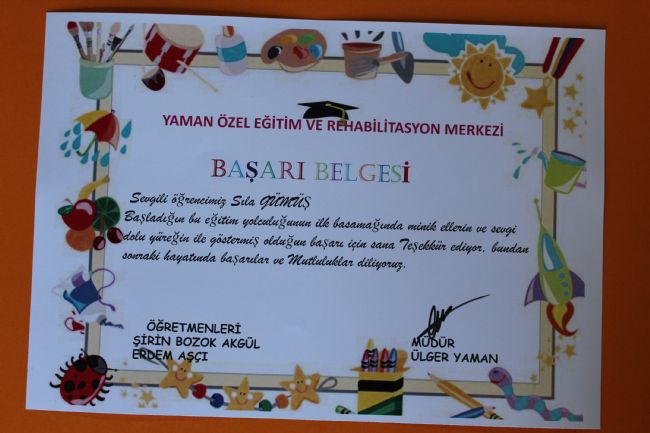 YAMAN ÖZEL EĞİTİM VE REHABİLİTASYON MERKEZİ
BAŞARI BELGESİ
Sevgili öğrencimiz Sıla GÜMÜŞ
Başladığın bu eğitim yolculuğunun ilk basamağında minik ellerin ve sevgi
dolu yüreğin ile göstermiş olduğun başarı için sana Teşekkür ediyor, bundan
sonraki hayatında başarılar ve Mutluluklar diliyoruz.
ÖĞRETMENLERİ
ŞİRİN BOZOK AKGÜL
ERDEM AŞÇI
MÜDÜR
ÜLGER YAMAN